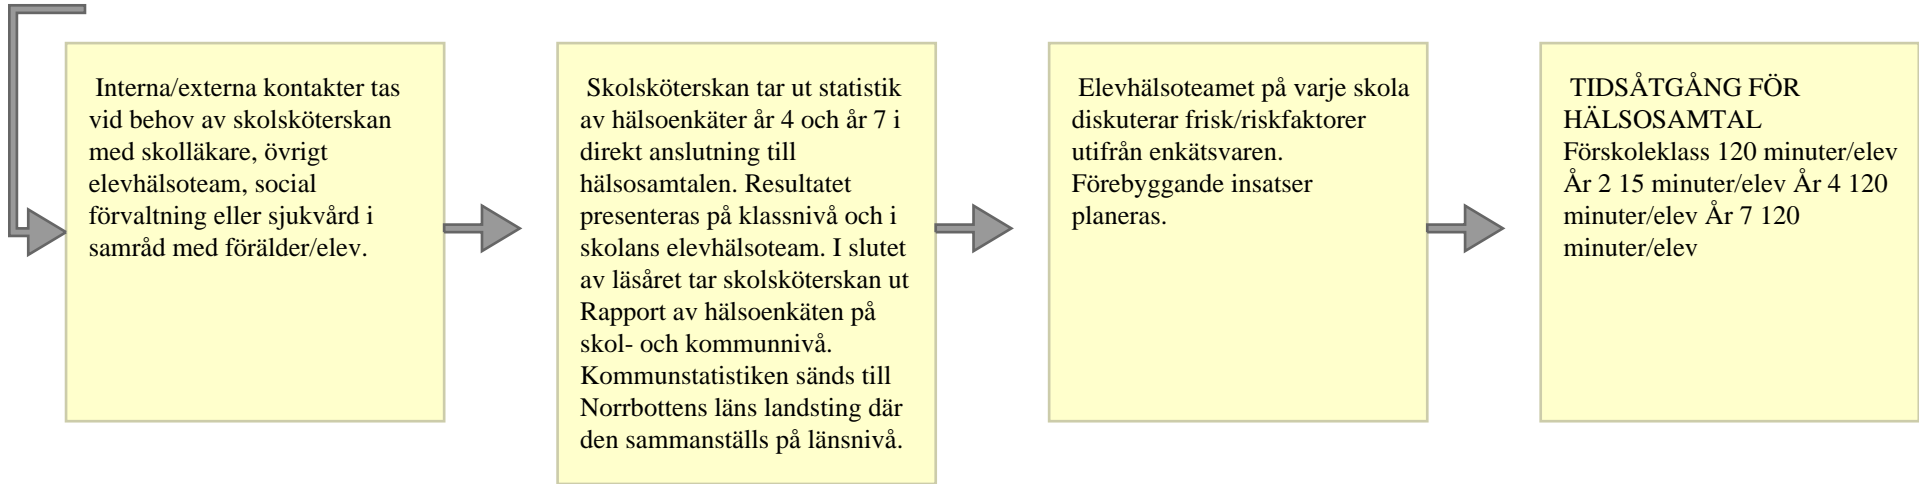 Interna/externa kontakter tas
vid behov av skolsköterskan
med skolläkare, övrigt
elevhälsoteam, social
förvaltning eller sjukvård i
samråd med förälder/elev.
Skolsköterskan tar ut statistik
av hälsoenkäter år 4 och år 7 i
direkt anslutning till
hälsosamtalen. Resultatet
presenteras på klassnivå och i
skolans elevhälsoteam. I slutet
av läsåret tar skolsköterskan ut
Rapport av hälsoenkäten på
skol- och kommunnivå.
Kommunstatistiken sänds till
Norrbottens läns landsting där
den sammanställs på länsnivå.
Elevhälsoteamet på varje skola
diskuterar frisk/riskfaktorer
utifrån enkätsvaren.
Förebyggande insatser
planeras.
TIDSÅTGÅNG FÖR
HÄLSOSAMTAL
Förskoleklass 120 minuter/elev
År 2 15 minuter/elev År 4 120
minuter/elev År 7 120
minuter/elev